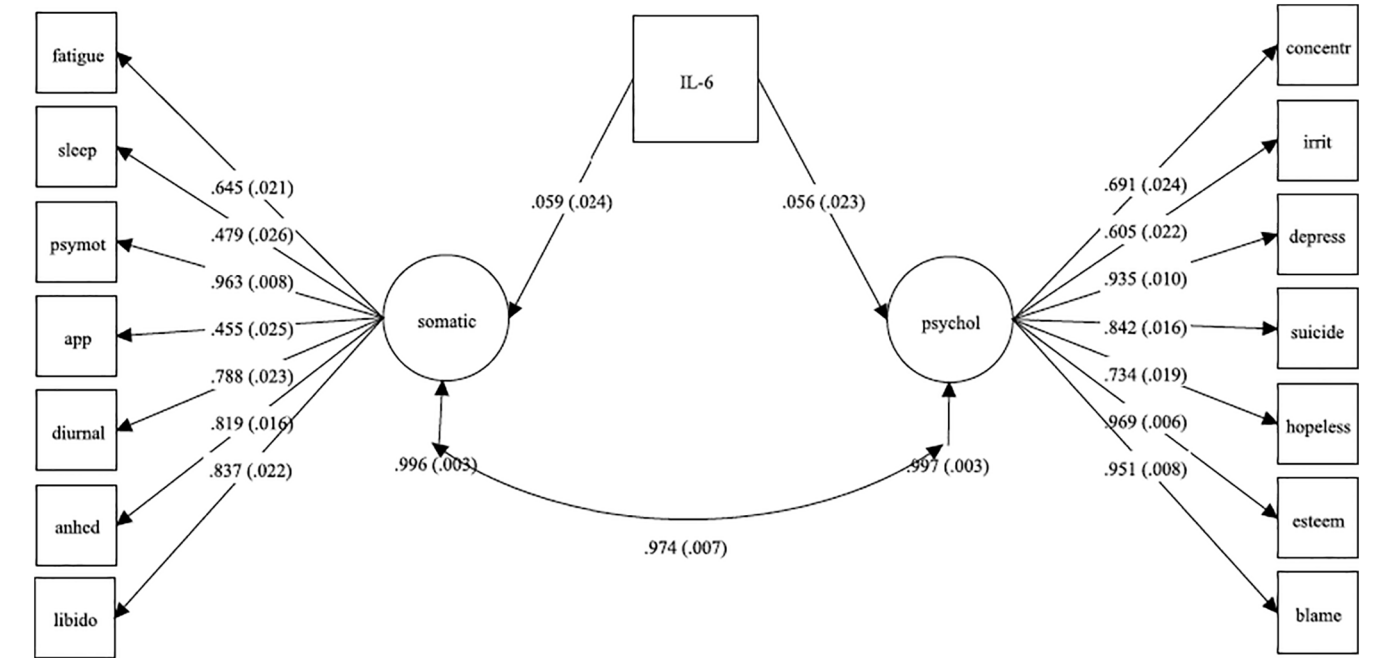 fatigue
sleep
psymot
app
diurnal
anhed
libido
.645 (.021)
.479 (.026)
.963 (.008)
.455 (.025)
.788 (.023)
.819 (.016)
.837 (.022)
somatic
IL-6
.059 (.024)
.056 (.023)
.996 (.003)
.997 (.003)
.974 (.007)
psychol
.691 (.024)
.605 (.022)
.935 (.010)
.842 (.016)
.734 (.019)
.969 (.006)
.951 (.008)
concentr
irrit
depress
suicide
hopeless
esteem
blame